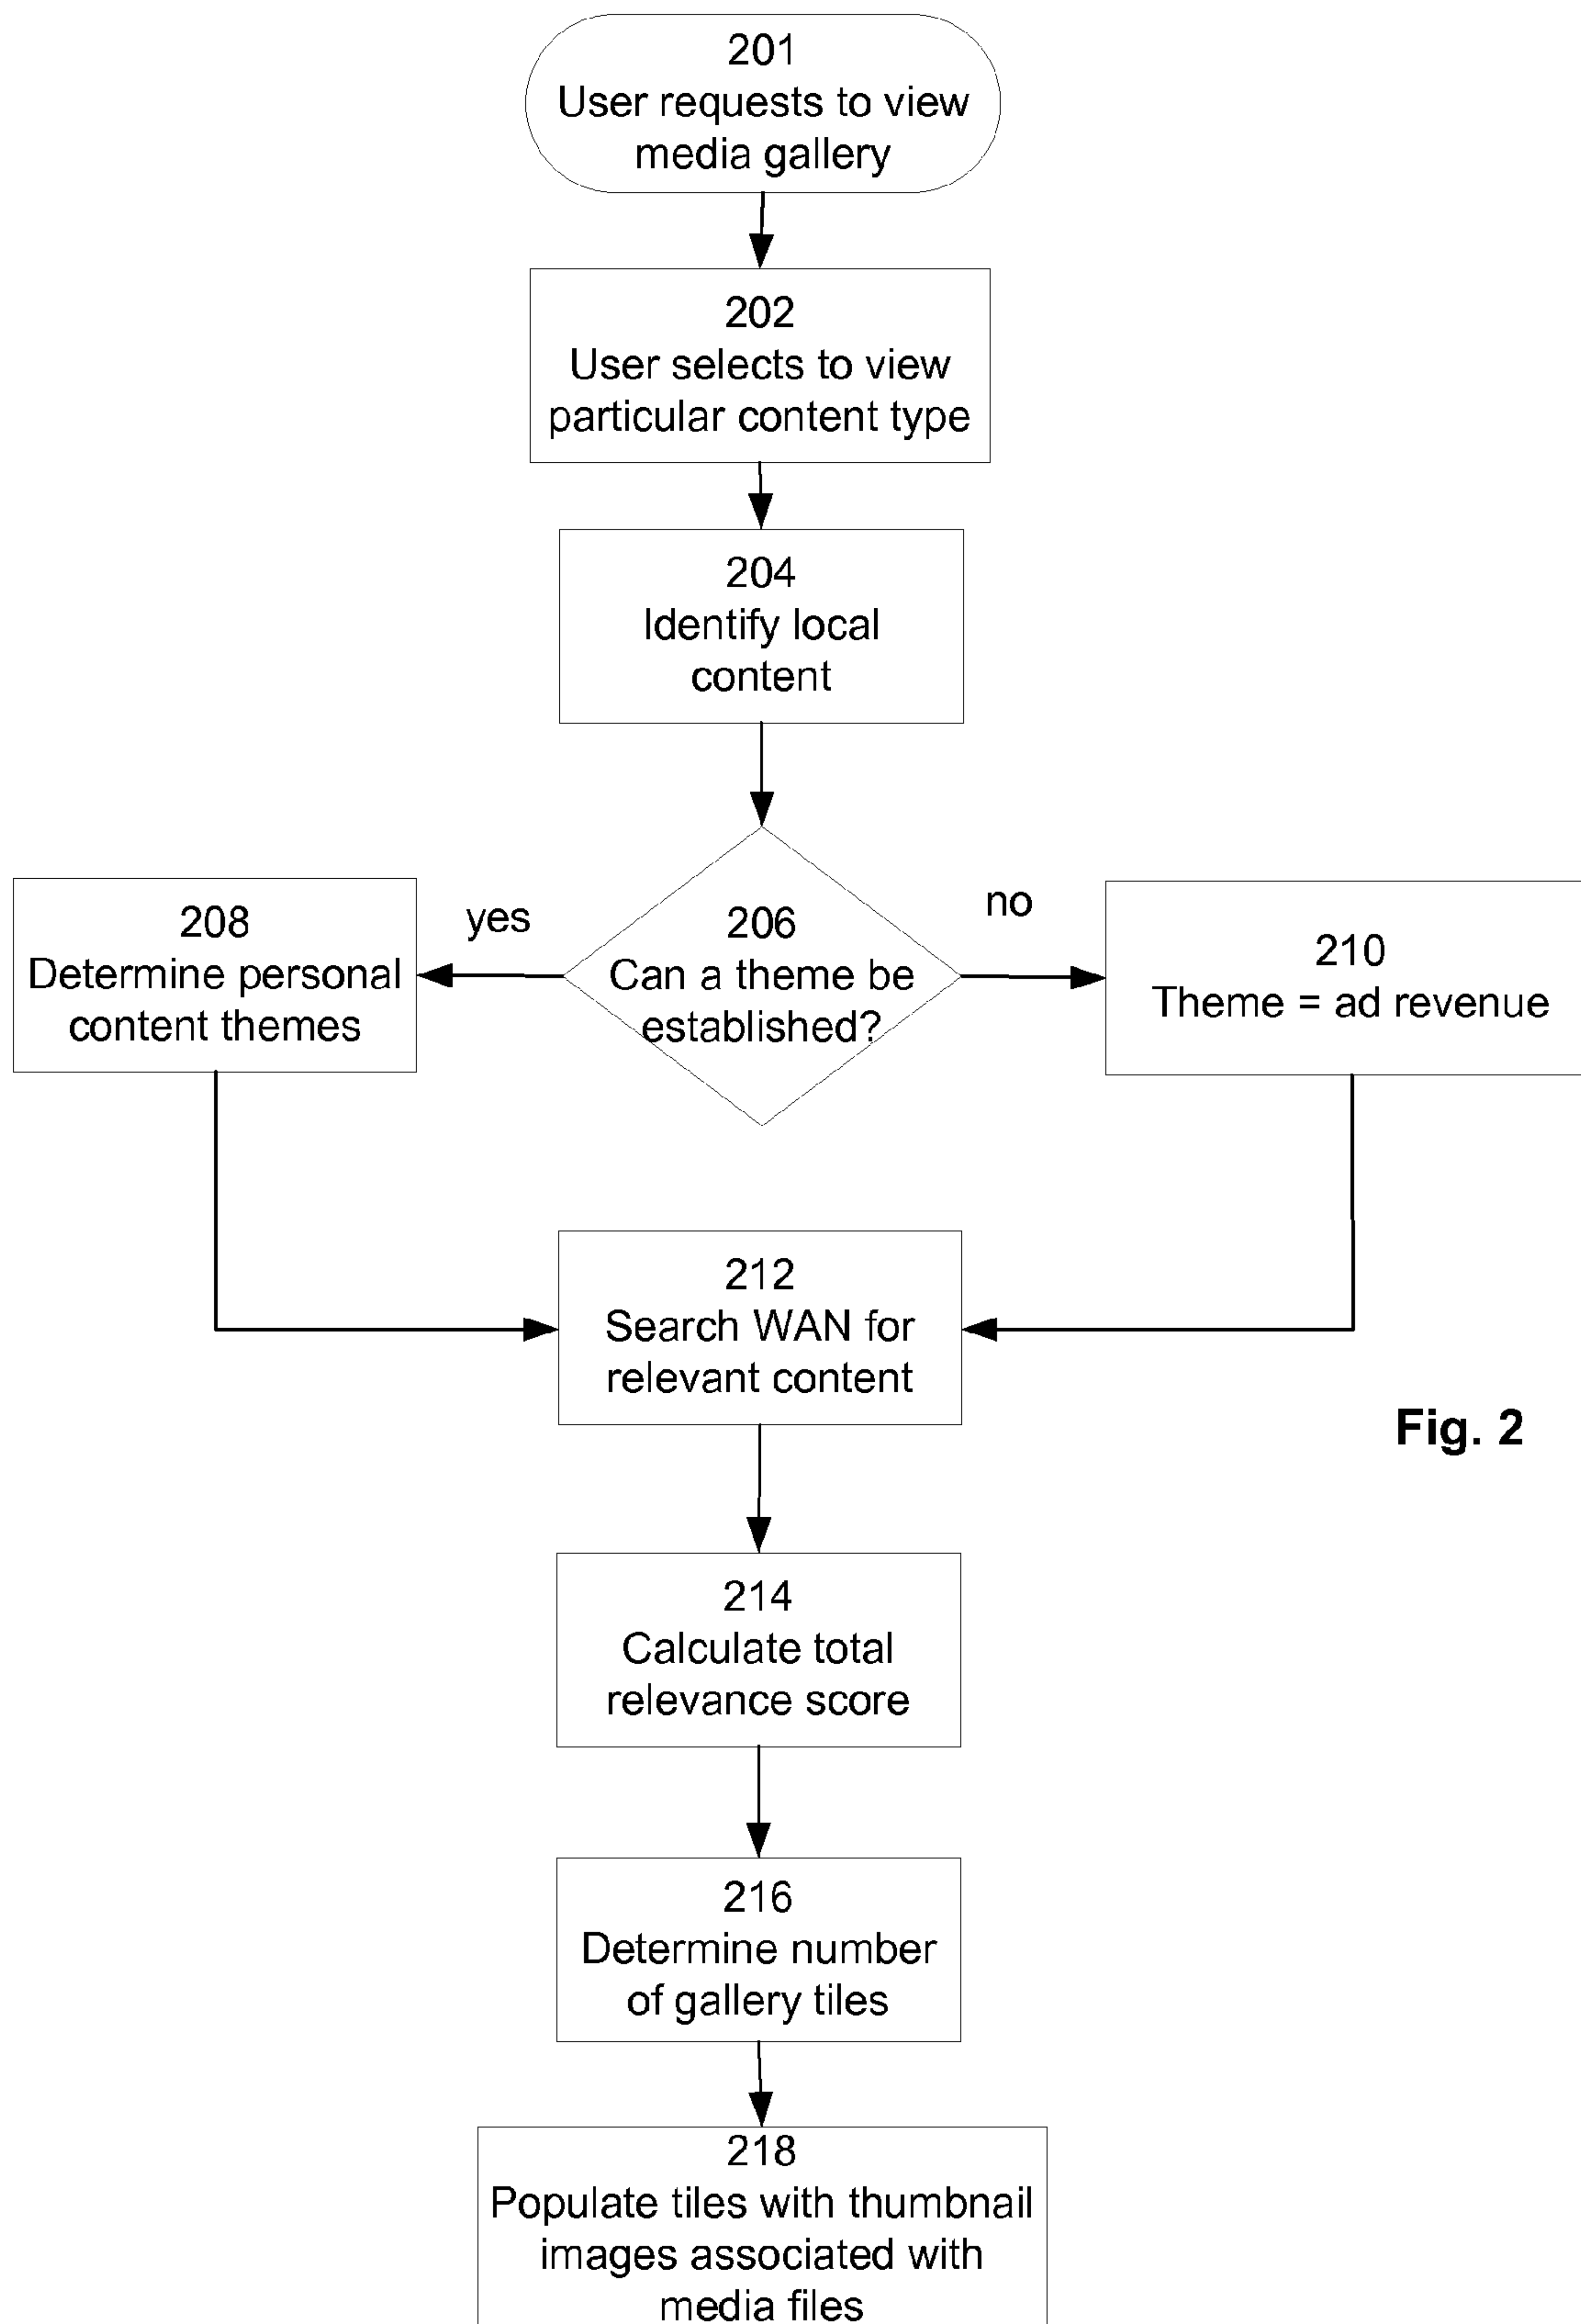 201
User requests to view
media gallery
202
User selects to view
particular content type
204
Identify local
content
206
Can a theme be
established?
yes
no
208
Determine personal
content themes
210
Theme = ad revenue
212
Search WAN for
relevant content
Fig. 2
214
Calculate total
relevance score
216
Determine number
of gallery tiles
218
Populate tiles with thumbnail
images associated with
media files